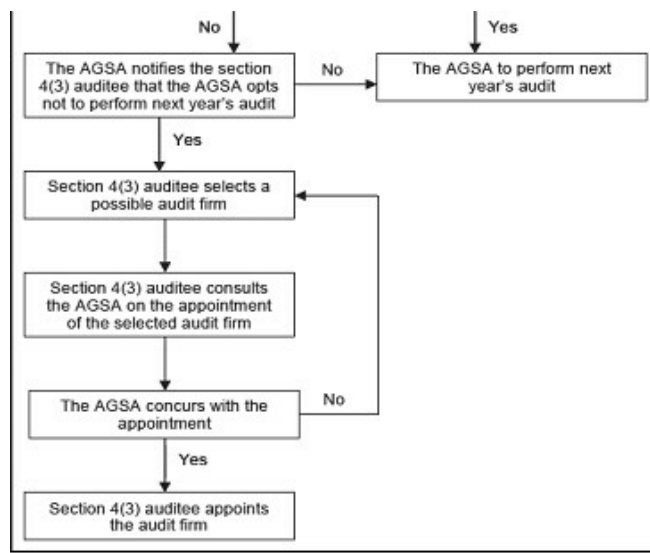 No
Yes
The AGSA notifies the section
4(3) auditee that the AGSA opts
not to perform next year's audit
No
The AGSA to perform next
year's audit
Yes
Section 4(3) auditee selects a
possible audit firm
Section 4(3) auditee consults
the AGSA on the appointment
of the selected audit firm
The AGSA concurs with the
appointment
No
Yes
Section 4(3) auditee appoints
the audit firm